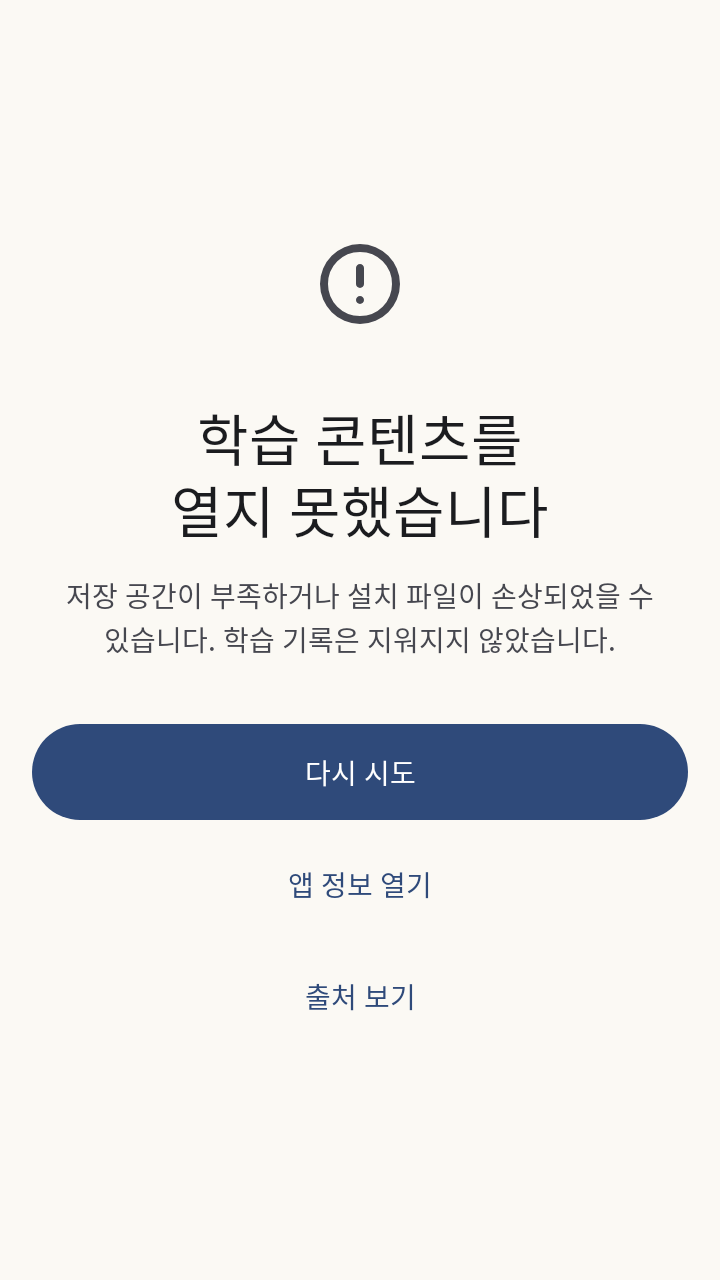 학습 콘텐츠를
열지 못했습니다
저장 공간이 부족하거나 설치 파일이 손상되었을 수
있습니다. 학습 기록은 지워지지 않았습니다.
다시 시도
앱 정보 열기
출처 보기